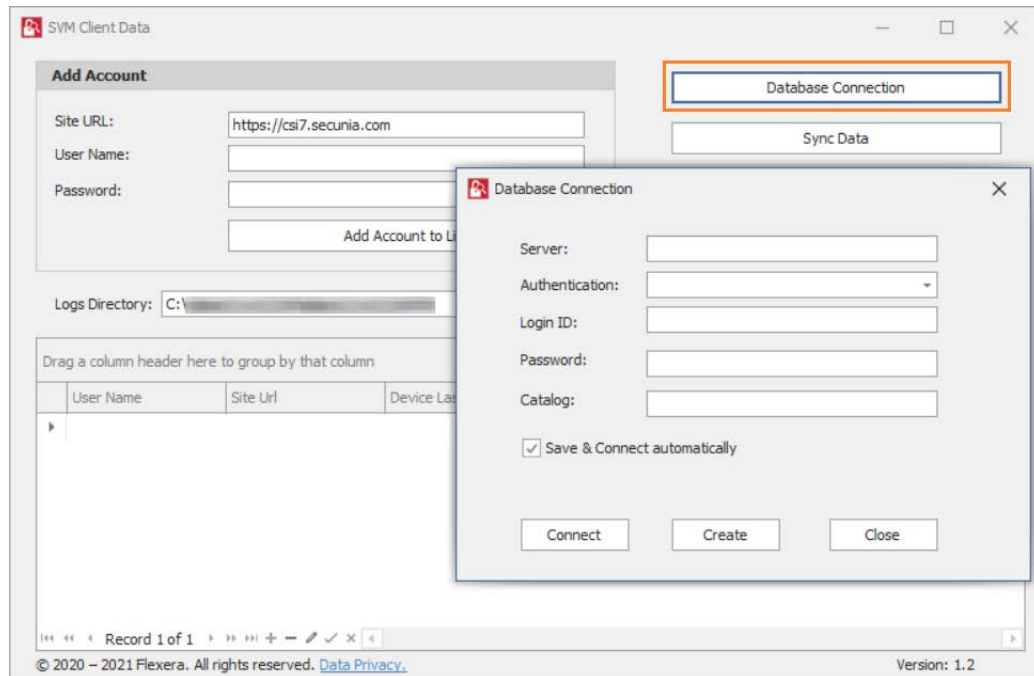 SVM Client Data
Add Account
Database Connection
Site URL:
https://csi7.secunia.com
Sync Data
User Name:
Password:
Database Connection
Add Account to Li
Server:
Authentication:
Logs Directory: C:\
Login ID:
Password:
Drag a column header here to group by that column
Catalog:
User Name Site Url Device Las
Save & Connect automatically
Connect Create Close
Record 1 of 1
© 2020 – 2021 Flexera. All rights reserved. Data Privacy. Version: 1.2